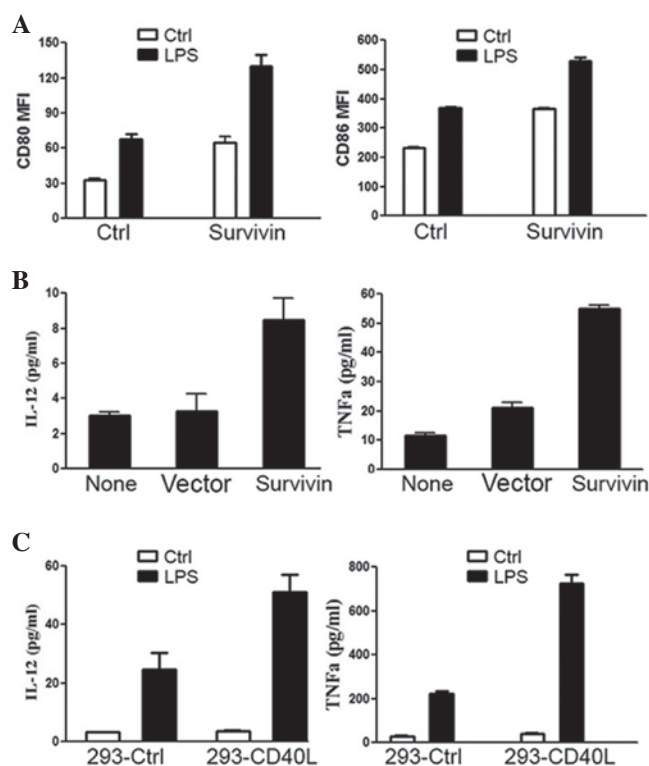 A
Ctrl
LPS
CD80 MFI
150
120
90
60
30
0
Ctrl Survivin
Ctrl
LPS
CD86 MFI
600
500
400
300
200
100
0
Ctrl Survivin
B
IL-12 (pg/ml)
10
8
6
4
2
0
None Vector Survivin
TNFa (pg/ml)
60
50
40
30
20
10
0
None Vector Survivin
C
Ctrl
LPS
IL-12 (pg/ml)
60
40
20
0
293-Ctrl 293-CD40L
Ctrl
LPS
TNFa (pg/ml)
800
600
400
200
0
293-Ctrl 293-CD40L